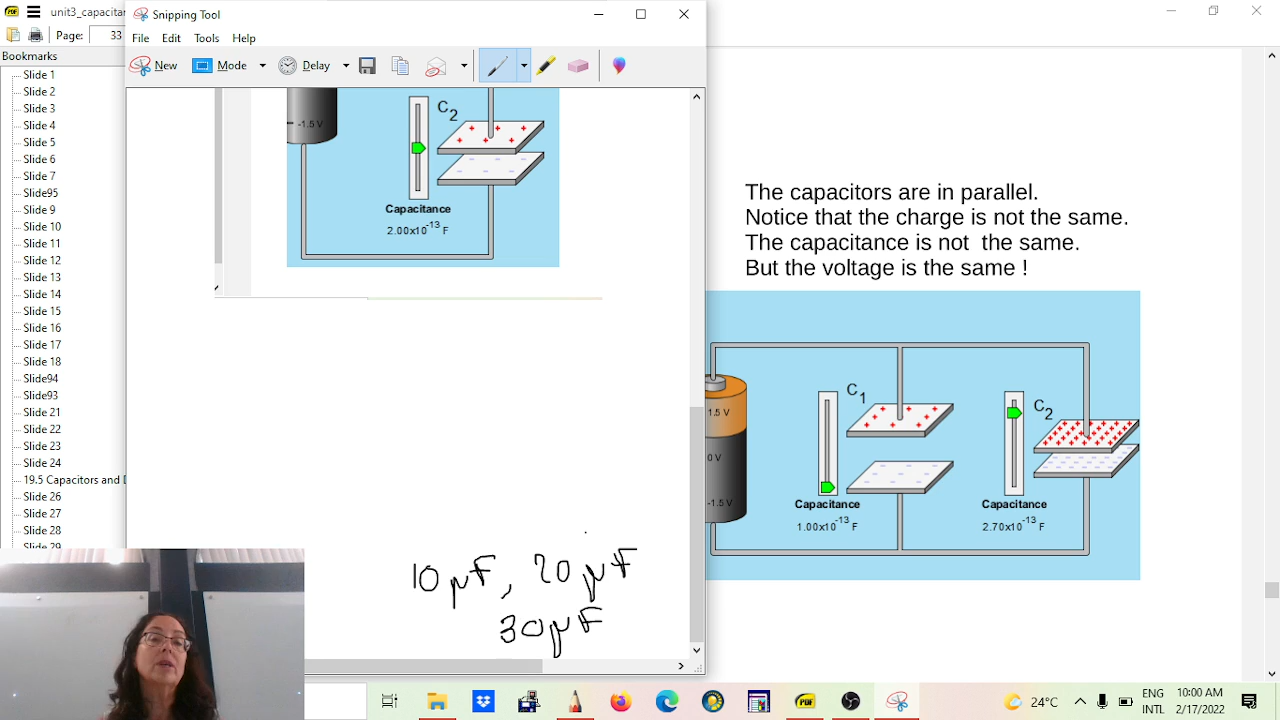 unit3_capacitar
Page: 33
Bookmarks
Slide 1
Slide 2
Slide 3
Slide 4
Slide 5
Slide 6
Slide 7
Slide95
Slide 9
Slide 10
Slide 11
Slide 12
Slide 13
Slide 14
Slide 15
Slide 16
Slide 17
Slide 18
Slide94
Slide93
Slide 21
Slide 22
Slide 23
Slide 24
19.5 Capacitors and D
Slide 26
Slide 27
Slide 28
Slide 29
Snipping Tool
File Edit Tools Help
New Mode Delay
-1.5 V
C2
Capacitance
2.00x10-13 F
10 μF, 20 μF
30μF
The capacitors are in parallel.
Notice that the charge is not the same.
The capacitance is not the same.
But the voltage is the same !
1.5 V
0 V
-1.5 V
C1
Capacitance
1.00x10-13 F
C2
Capacitance
2.70x10-13 F
24°C
ENG
INTL
10:00 AM
2/17/2022